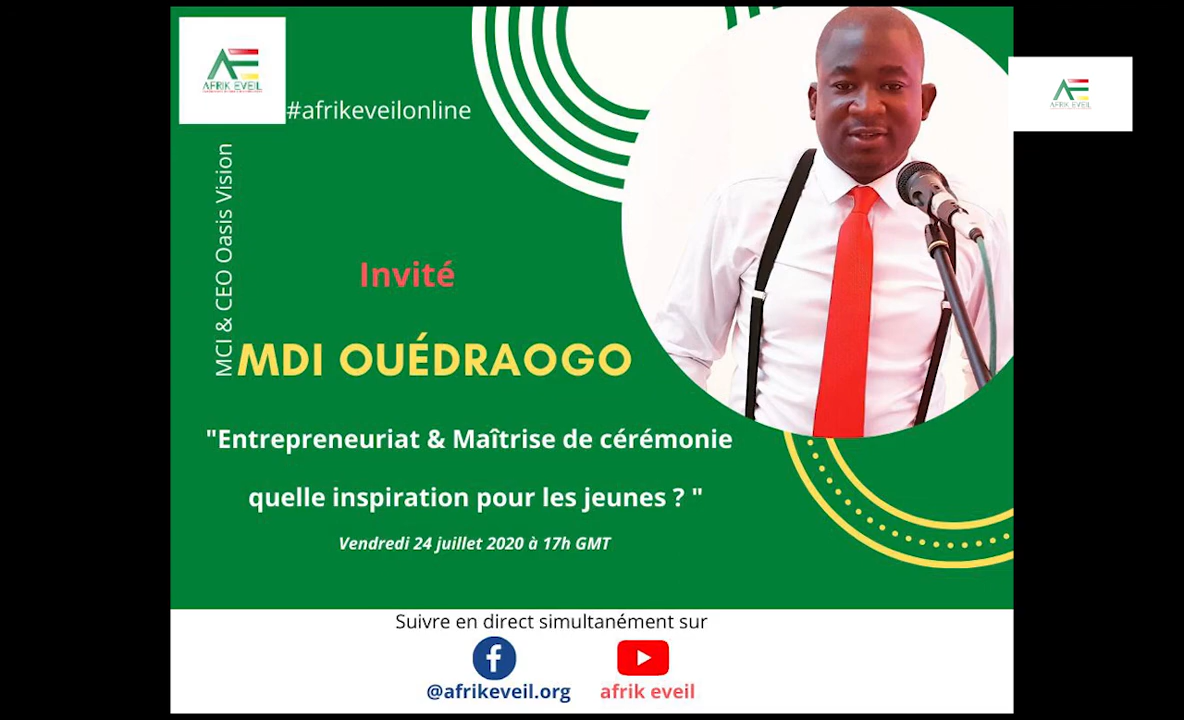 AFRIK EVEIL
#afrikeveilonline
AFRIK EVEIL
MCI & CEO Oasis Vision
Invité
MDI OUÉDRAOGO
"Entrepreneuriat & Maîtrise de cérémonie
quelle inspiration pour les jeunes ? "
Vendredi 24 juillet 2020 à 17h GMT
Suivre en direct simultanément sur
@afrikeveil.org
afrik eveil